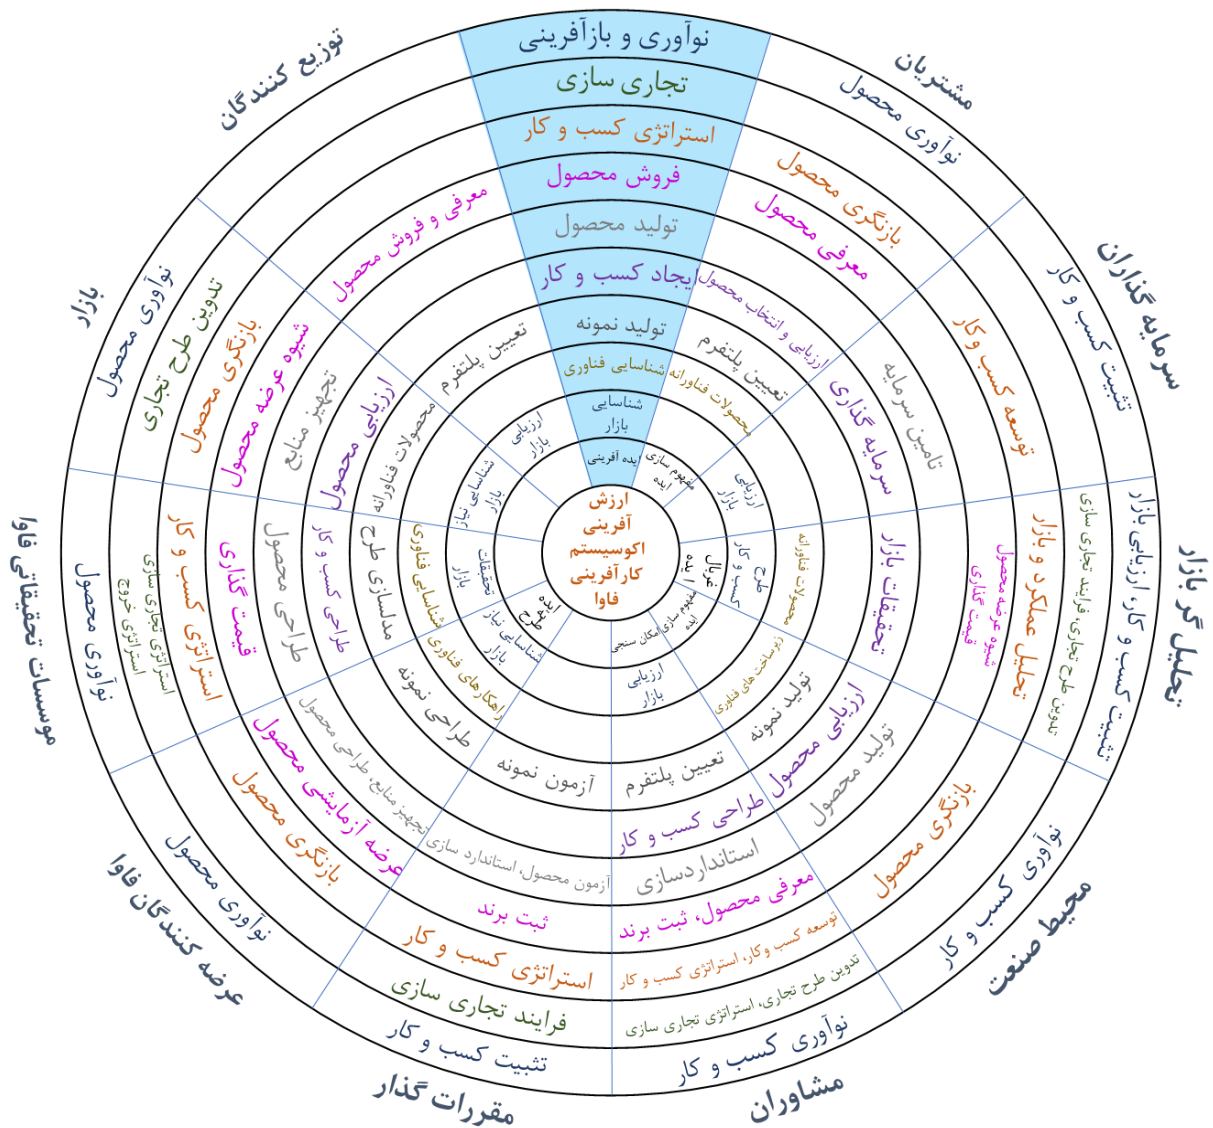 نوآوری و بازآفرینی
تجاری سازی
استراتژی کسب و کار
فروش محصول
تولید محصول
ایجاد کسب و کار
تولید نمونه
شناسایی فناوری
شناسایی
بازار
ایده آفرینی
ارزش
آفرینی
اکوسیستم
کارآفرینی
فاوا
مشتریان
نوآوری محصول
بازنگری محصول
معرفی محصول
ارزیابی و انتخاب محصول
تعیین پلتفرم
محصولات فناورانه
مفهوم سازی
ایده
سرمایه گذاران
تثبیت کسب و کار
توسعه کسب وکار
تامین سرمایه
سرمایه گذاری
ارزیابی
بازار
تحلیل گر بازار
تثبیت کسب و کار، ارزیابی بازار
تدوین طرح تجاری، فرایند تجاری سازی
تحلیل عملکرد و بازار
شیوه عرضه محصول
قیمت گذاری
تحقیقات بازار
محصولات فناورانه
طرح
کسب و کار
غربال
ایده
محیط صنعت
نوآوری کسب و کار
بازنگری محصول
تولید محصول
ارزیابی محصول
تولید نمونه
زیرساخت های فناوری
مفهوم سازی
ایده
مشاوران
نوآوری کسب و کار
تدوین طرح تجاری، استراتژی تجاری سازی
توسعه کسب وکار، استراتژی کسب و کار
معرفی محصول، ثبت برند
استانداردسازی
طراحی کسب و کار
تعیین پلتفرم
ارزیابی
بازار
امکان سنجی
مقررات گذار
تثبیت کسب و کار
فرایند تجاری سازی
استراتژی کسب و کار
ثبت برند
آزمون محصول، استاندارد سازی
آزمون نمونه
عرضه کنندگان فاوا
نوآوری محصول
بازنگری محصول
عرضه آزمایشی محصول
تجهیز منابع، طراحی محصول
طراحی نمونه
راهکارهای فناوری
شناسایی نیاز
بازار
ایده
به
طرح
موسسات تحقیقاتی فاوا
نوآوری محصول
استراتژی تجاری سازی
استراتژی خروج
استراتژی کسب و کار
قیمت گذاری
طراحی محصول
طراحی کسب و کار
مدلسازی طرح
شناسایی فناوری
تحقیقات
بازار
بازار
نوآوری محصول
تدوین طرح تجاری
بازنگری محصول
شیوه عرضه محصول
تجهیز منابع
ارزیابی محصول
محصولات فناورانه
شناسایی نیاز
بازار
توزیع کنندگان
معرفی و فروش محصول
تعیین پلتفرم
ارزیابی
بازار